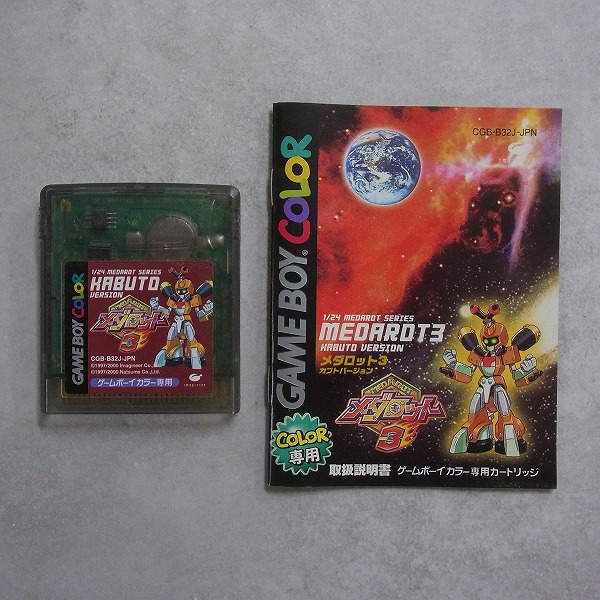 GAME BOY COLOR
1/24 MEDAROT SERIES
KABUTO
VERSION
MEDAROT
メダロット
3
CGB-B32J-JPN
©1997/2000 Imagineer Co.,Ltd.
©1997/2000 Natsume Co.,Ltd.
ゲームボーイカラー専用
imagineer
GAME BOY COLOR
CGB-B32J-JPN
1/24 MEDAROT SERIES
MEDAROT3
KABUTO VERSION
メダロット3
カブトバージョン
MEDAROT
メダロット
3
COLOR
専用
取扱説明書 ゲームボーイカラー専用カートリッジ